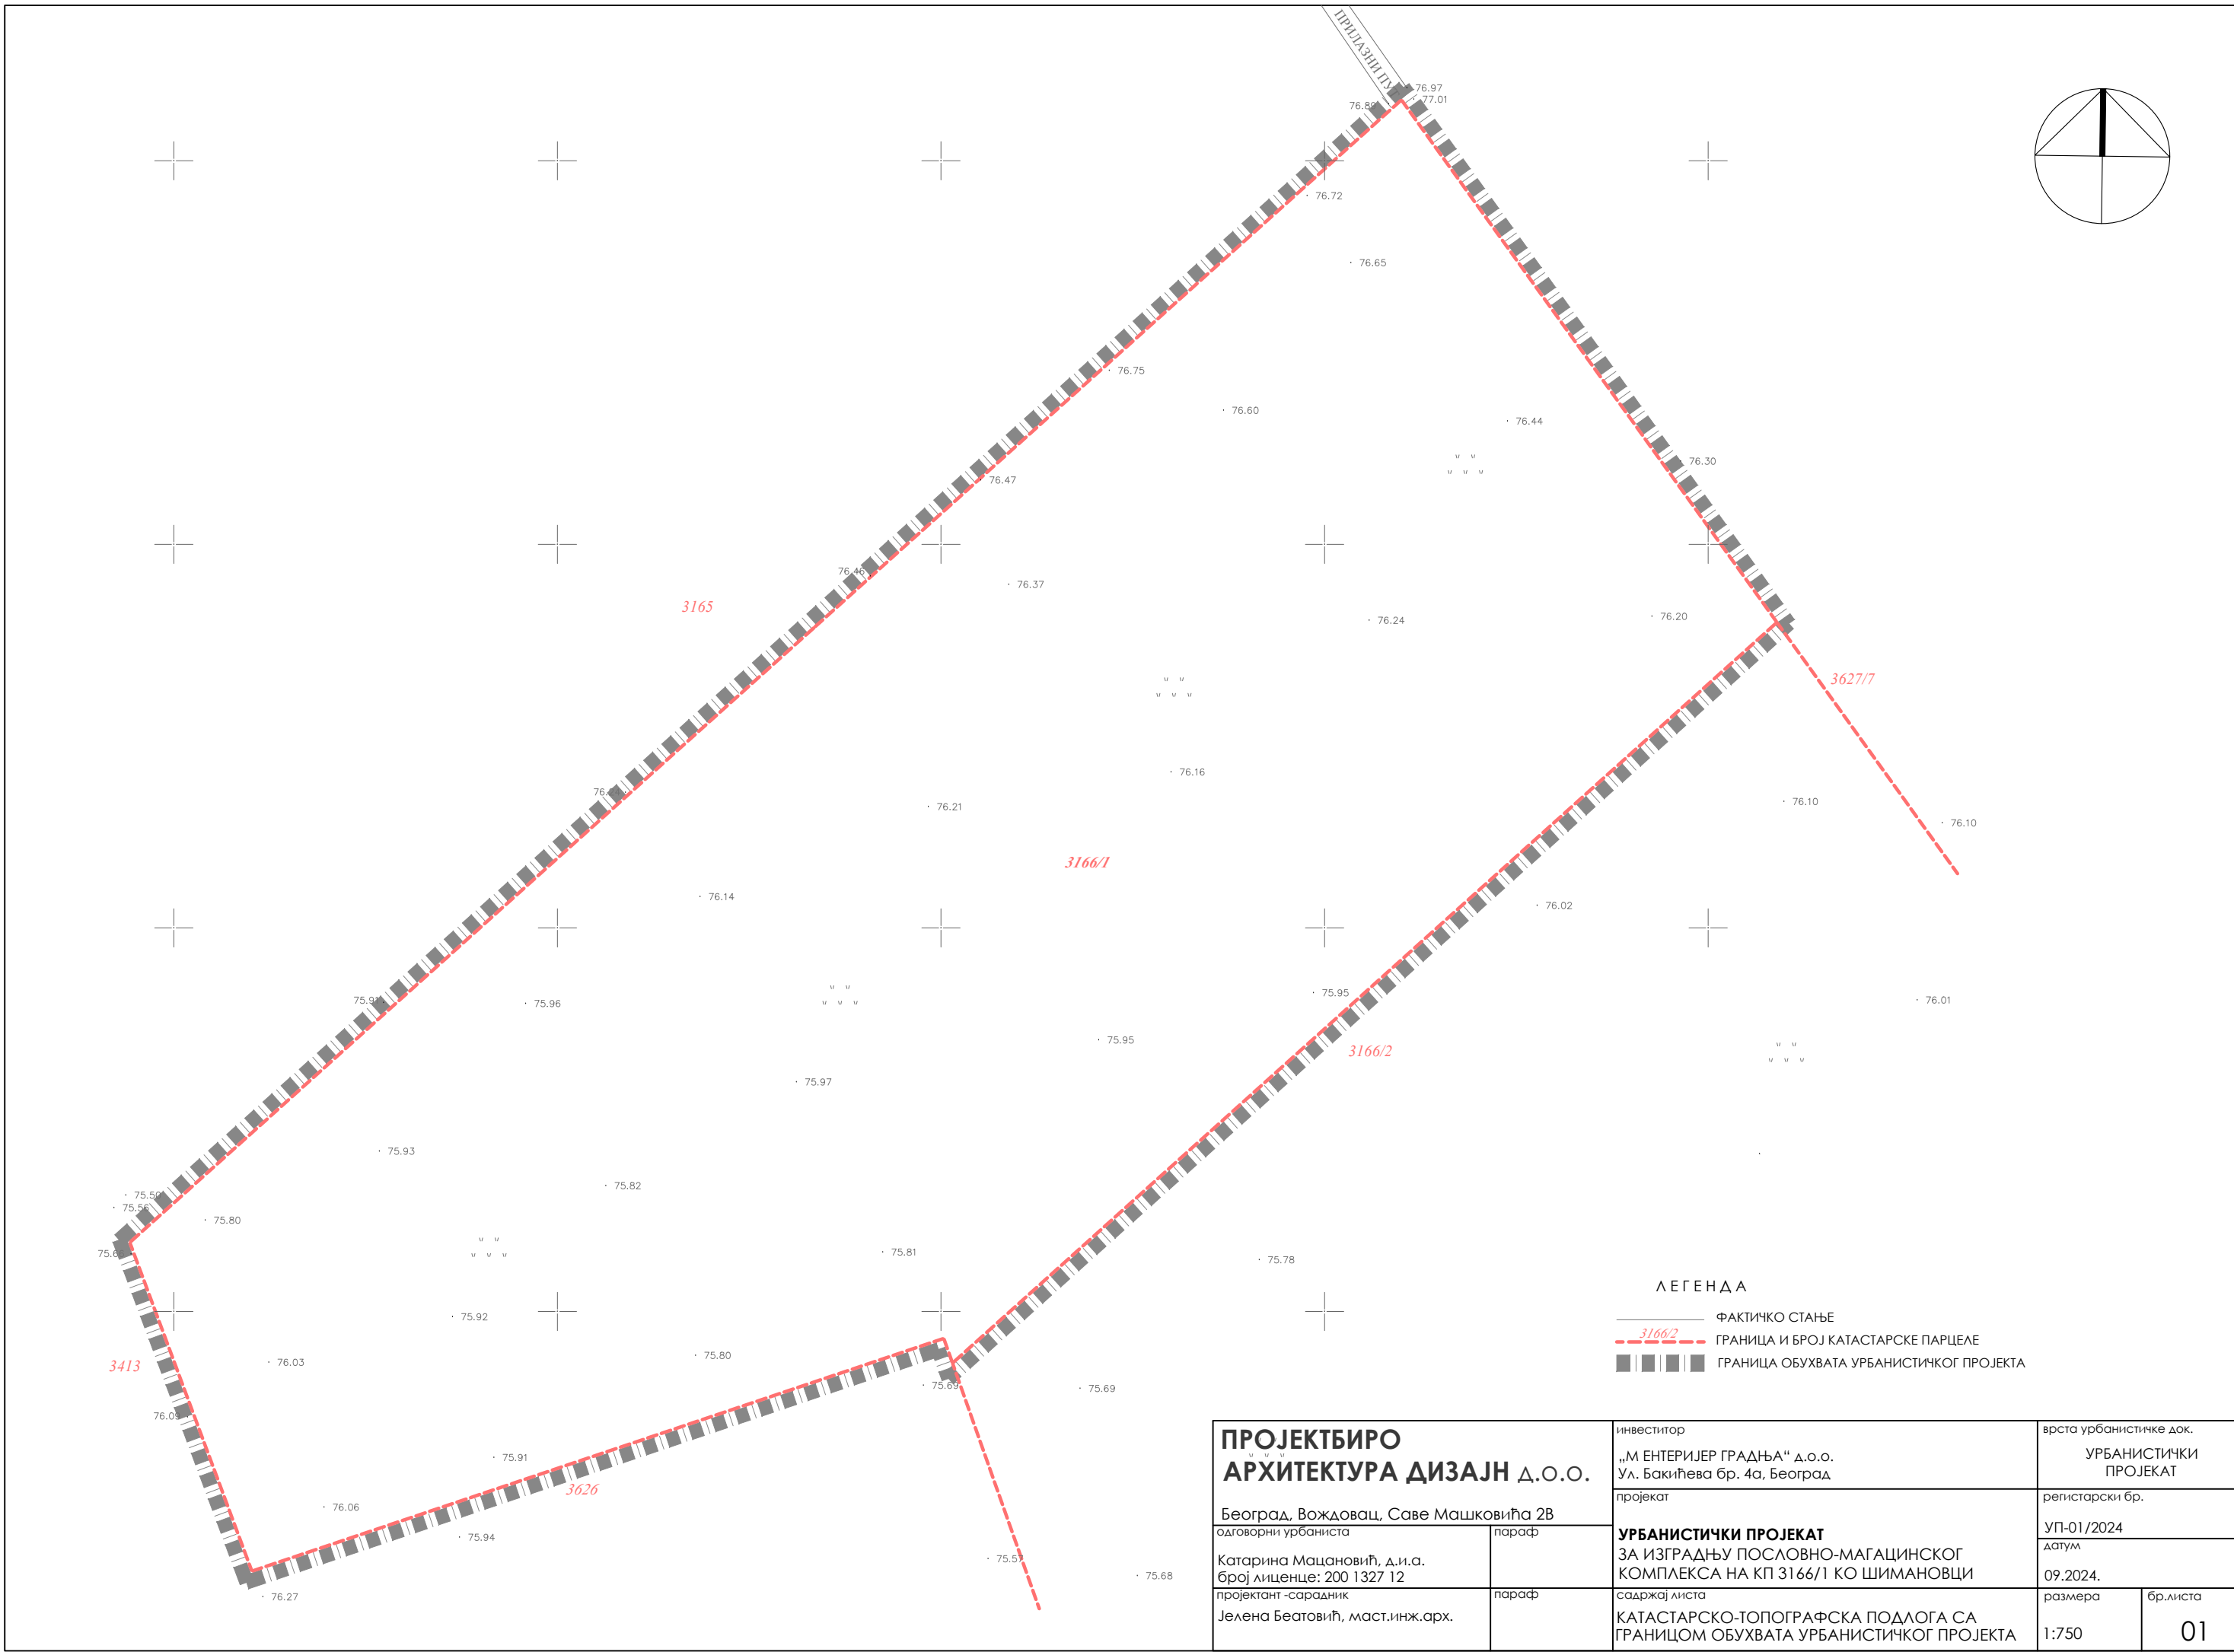 ПРИЛАЗНИ
76.97
77.01
76.72
76.65
76.75
76.60
76.44
76.47
76.30
76.46
3165
76.37
76.24
76.20
3627/7
76.16
76.21
76.10
76.10
3166/1
76.14
76.02
75.96
75.95
76.01
75.95
3166/2
75.97
75.93
75.82
75.80
75.81
75.78
75.92
3413
76.03
75.80
75.69
75.69
76.09
75.91
3626
76.06
75.94
75.57
75.68
76.27
ЛЕГЕНДА
ФАКТИЧКО СТАЊЕ
3166/2
ГРАНИЦА И БРОЈ КАТАСТАРСКЕ ПАРЦЕЛЕ
ГРАНИЦА ОБУХВАТА УРБАНИСТИЧКОГ ПРОЈЕКТА
ПРОЈЕКТБИРО
АРХИТЕКТУРА ДИЗАЈН Д.О.О.
Београд, Вождовац, Саве Машковића 2В
одговорни урбаниста
параф
Катарина Мацановић, д.и.а.
број лиценце: 200 1327 12
пројектант -сарадник
параф
Јелена Беатовић, маст.инж.арх.
инвеститор
„М ЕНТЕРИЈЕР ГРАДЊА“ д.о.о.
Ул. Бакићева бр. 4а, Београд
пројекат
УРБАНИСТИЧКИ ПРОЈЕКАТ
ЗА ИЗГРАДЊУ ПОСЛОВНО-МАГАЦИНСКОГ
КОМПЛЕКСА НА КП 3166/1 КО ШИМАНОВЦИ
садржај листа
КАТАСТАРСКО-ТОПОГРАФСКА ПОДЛОГА СА
ГРАНИЦОМ ОБУХВАТА УРБАНИСТИЧКОГ ПРОЈЕКТА
врста урбанистичке док.
УРБАНИСТИЧКИ
ПРОЈЕКАТ
регистарски бр.
УП-01/2024
датум
09.2024.
размера
1:750
бр.листа
01